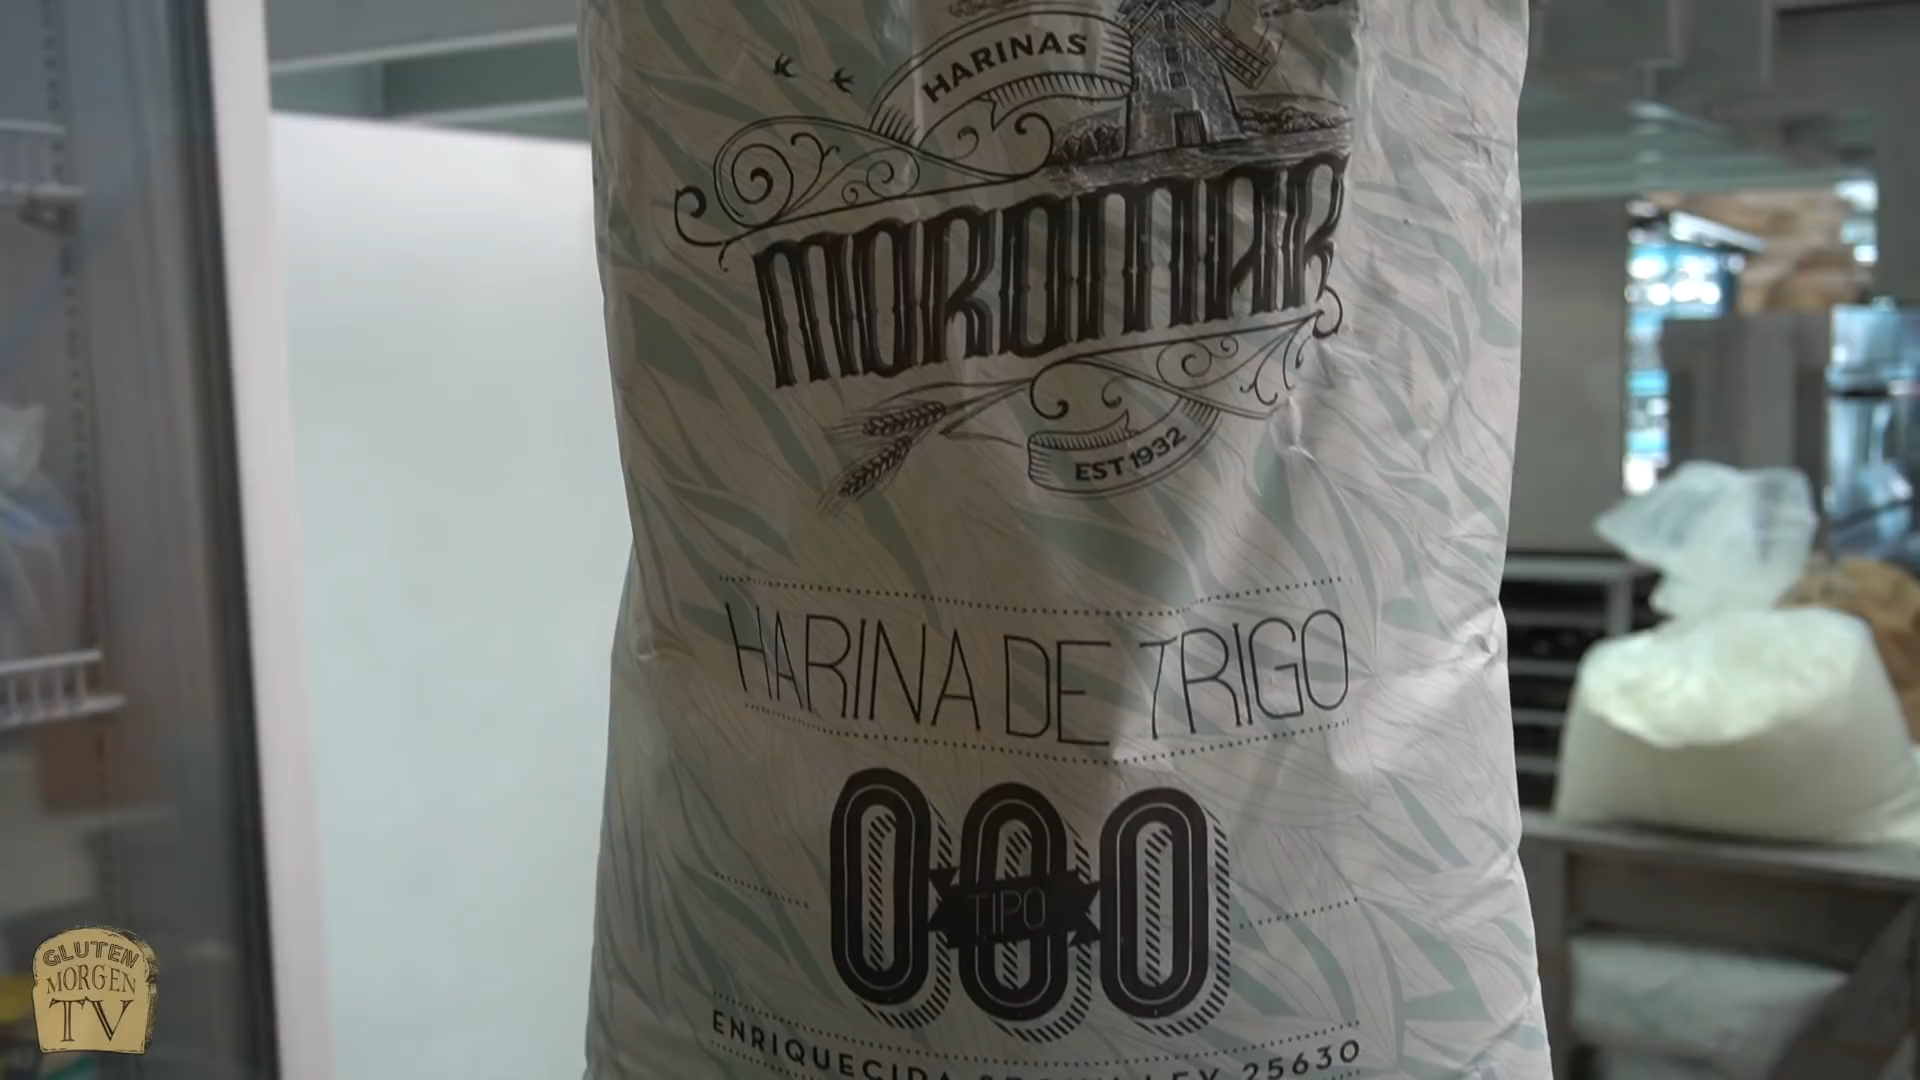 HARINAS
MOROMAR
EST 1932
HARINA DE TRIGO
000
TIPO
ENRIQUECIDA SEGUN LEY 25630
GLUTEN
MORGEN
TV